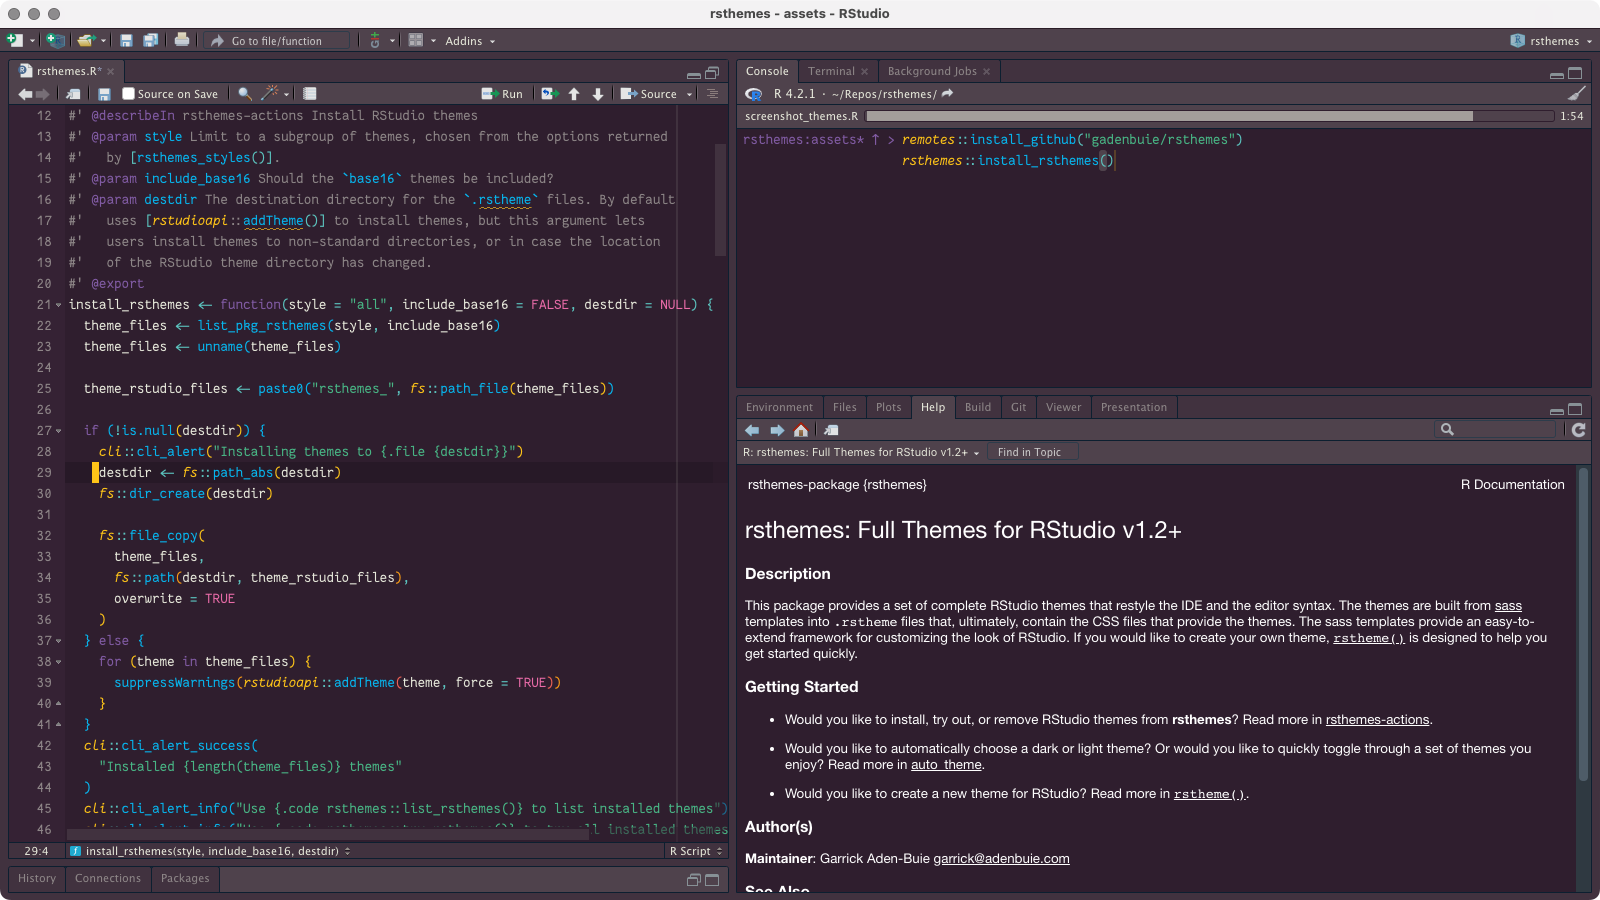 rsthemes - assets - RStudio
Go to file/function
Addins
rsthemes
rsthemes.R*
Source on Save
Run
Source
12 #' @describeIn rsthemes-actions Install RStudio themes
13 #' @param style Limit to a subgroup of themes, chosen from the options returned
14 #'   by [rsthemes_styles()].
15 #' @param include_base16 Should the `base16` themes be included?
16 #' @param destdir The destination directory for the `.rstheme` files. By default
17 #'   uses [rstudioapi::addTheme()] to install themes, but this argument lets
18 #'   users install themes to non-standard directories, or in case the location
19 #'   of the RStudio theme directory has changed.
20 #' @export
21 install_rsthemes <- function(style = "all", include_base16 = FALSE, destdir = NULL) {
22   theme_files <- list_pkg_rsthemes(style, include_base16)
23   theme_files <- unname(theme_files)
24
25   theme_rstudio_files <- paste0("rsthemes_", fs::path_file(theme_files))
26
27   if (!is.null(destdir)) {
28     cli::cli_alert("Installing themes to {.file {destdir}}")
29     destdir <- fs::path_abs(destdir)
30     fs::dir_create(destdir)
31
32     fs::file_copy(
33       theme_files,
34       fs::path(destdir, theme_rstudio_files),
35       overwrite = TRUE
36     )
37   } else {
38     for (theme in theme_files) {
39       suppressWarnings(rstudioapi::addTheme(theme, force = TRUE))
40     }
41   }
42   cli::cli_alert_success(
43     "Installed {length(theme_files)} themes"
44   )
45   cli::cli_alert_info("Use {.code rsthemes::list_rsthemes()} to list installed themes")
46 all installed themes
29:4
install_rsthemes(style, include_base16, destdir)
R Script
History
Connections
Packages
Console
Terminal
Background Jobs
R 4.2.1 · ~/Repos/rsthemes/
screenshot_themes.R
1:54
rsthemes:assets* ↑ > remotes::install_github("gadenbuie/rsthemes")
rsthemes::install_rsthemes()
Environment
Files
Plots
Help
Build
Git
Viewer
Presentation
R: rsthemes: Full Themes for RStudio v1.2+
Find in Topic
rsthemes-package {rsthemes}
R Documentation
rsthemes: Full Themes for RStudio v1.2+
Description
This package provides a set of complete RStudio themes that restyle the IDE and the editor syntax. The themes are built from sass
templates into .rstheme files that, ultimately, contain the CSS files that provide the themes. The sass templates provide an easy-to-
extend framework for customizing the look of RStudio. If you would like to create your own theme, rstheme() is designed to help you
get started quickly.
Getting Started
• Would you like to install, try out, or remove RStudio themes from rsthemes? Read more in rsthemes-actions.
• Would you like to automatically choose a dark or light theme? Or would you like to quickly toggle through a set of themes you
enjoy? Read more in auto_theme.
• Would you like to create a new theme for RStudio? Read more in rstheme().
Author(s)
Maintainer: Garrick Aden-Buie garrick@adenbuie.com
See Also